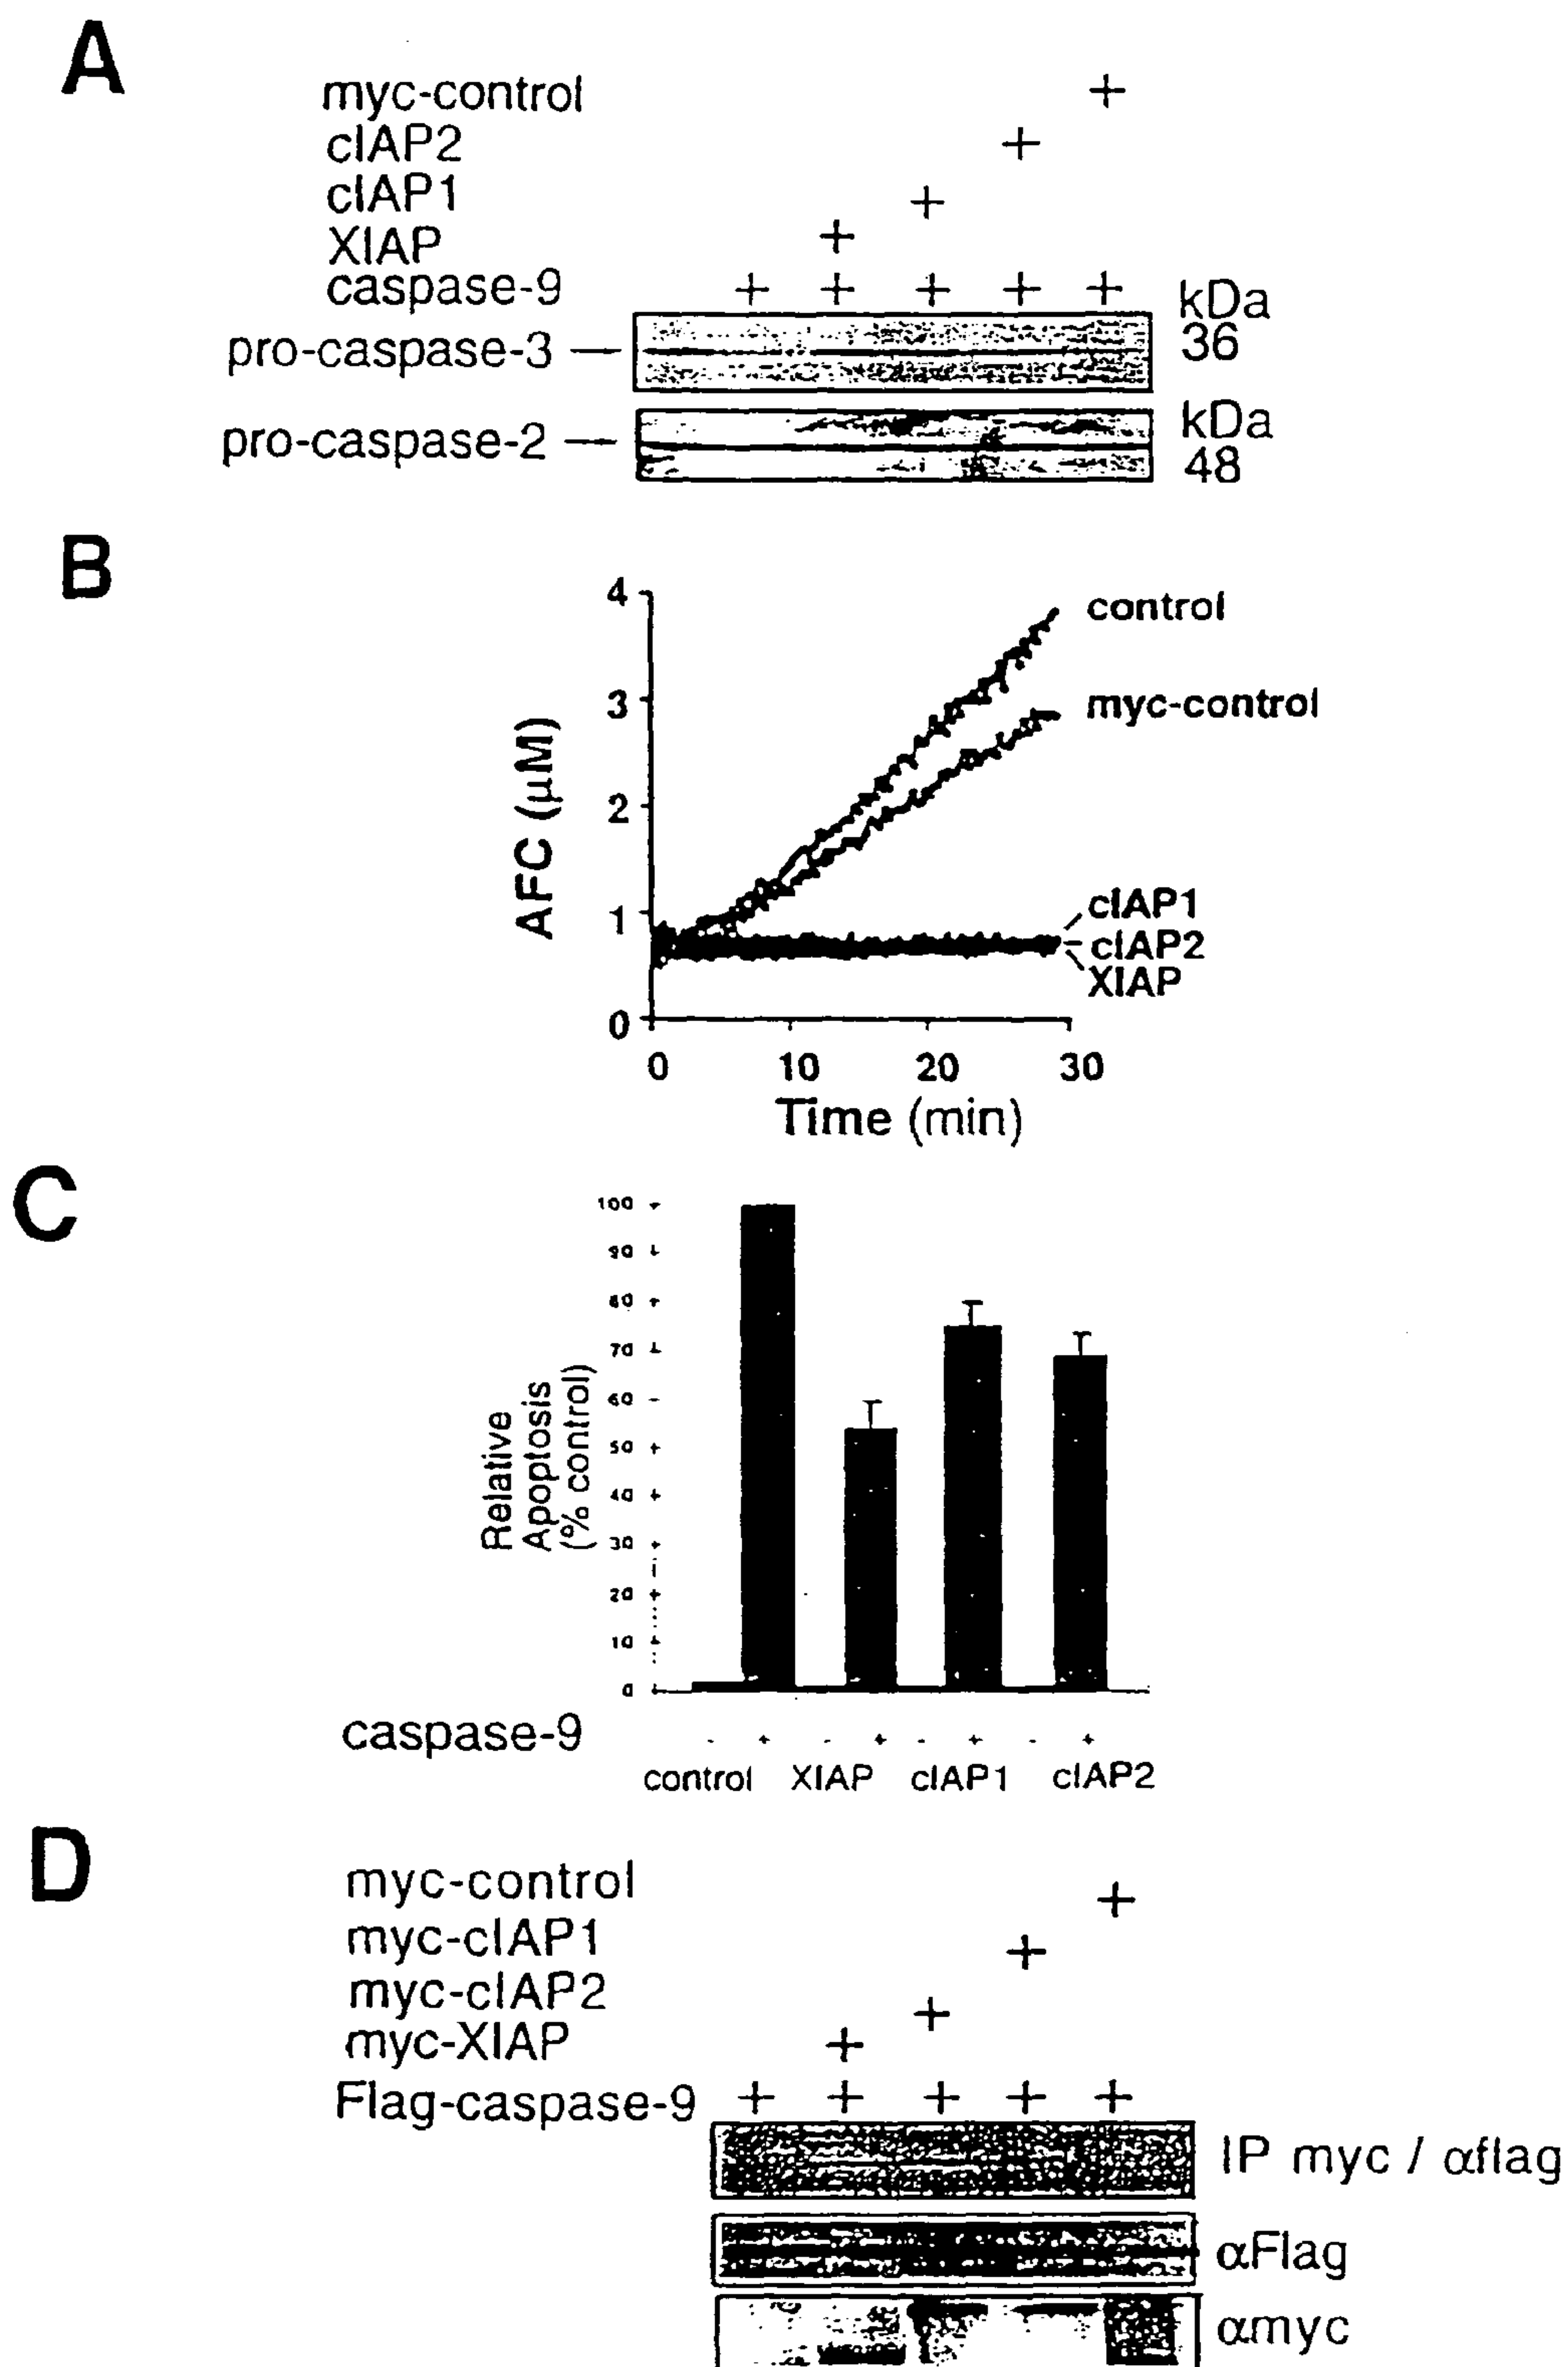 A
myc-control +
cIAP2 +
cIAP1 +
XIAP +
caspase-9 + + + + +
kDa
pro-caspase-3 — 36
kDa
pro-caspase-2 — 48
B
4
3
2
1
0
AFC (μM)
control
myc-control
cIAP1
cIAP2
XIAP
0 10 20 30
Time (min)
C
100
90
80
70
60
50
40
30
20
10
0
Relative
Apoptosis
(% control)
caspase-9 - + - + - + - +
control XIAP cIAP1 cIAP2
D
myc-control +
myc-cIAP1 +
myc-cIAP2 +
myc-XIAP +
Flag-caspase-9 + + + + +
IP myc / αflag
αFlag
αmyc